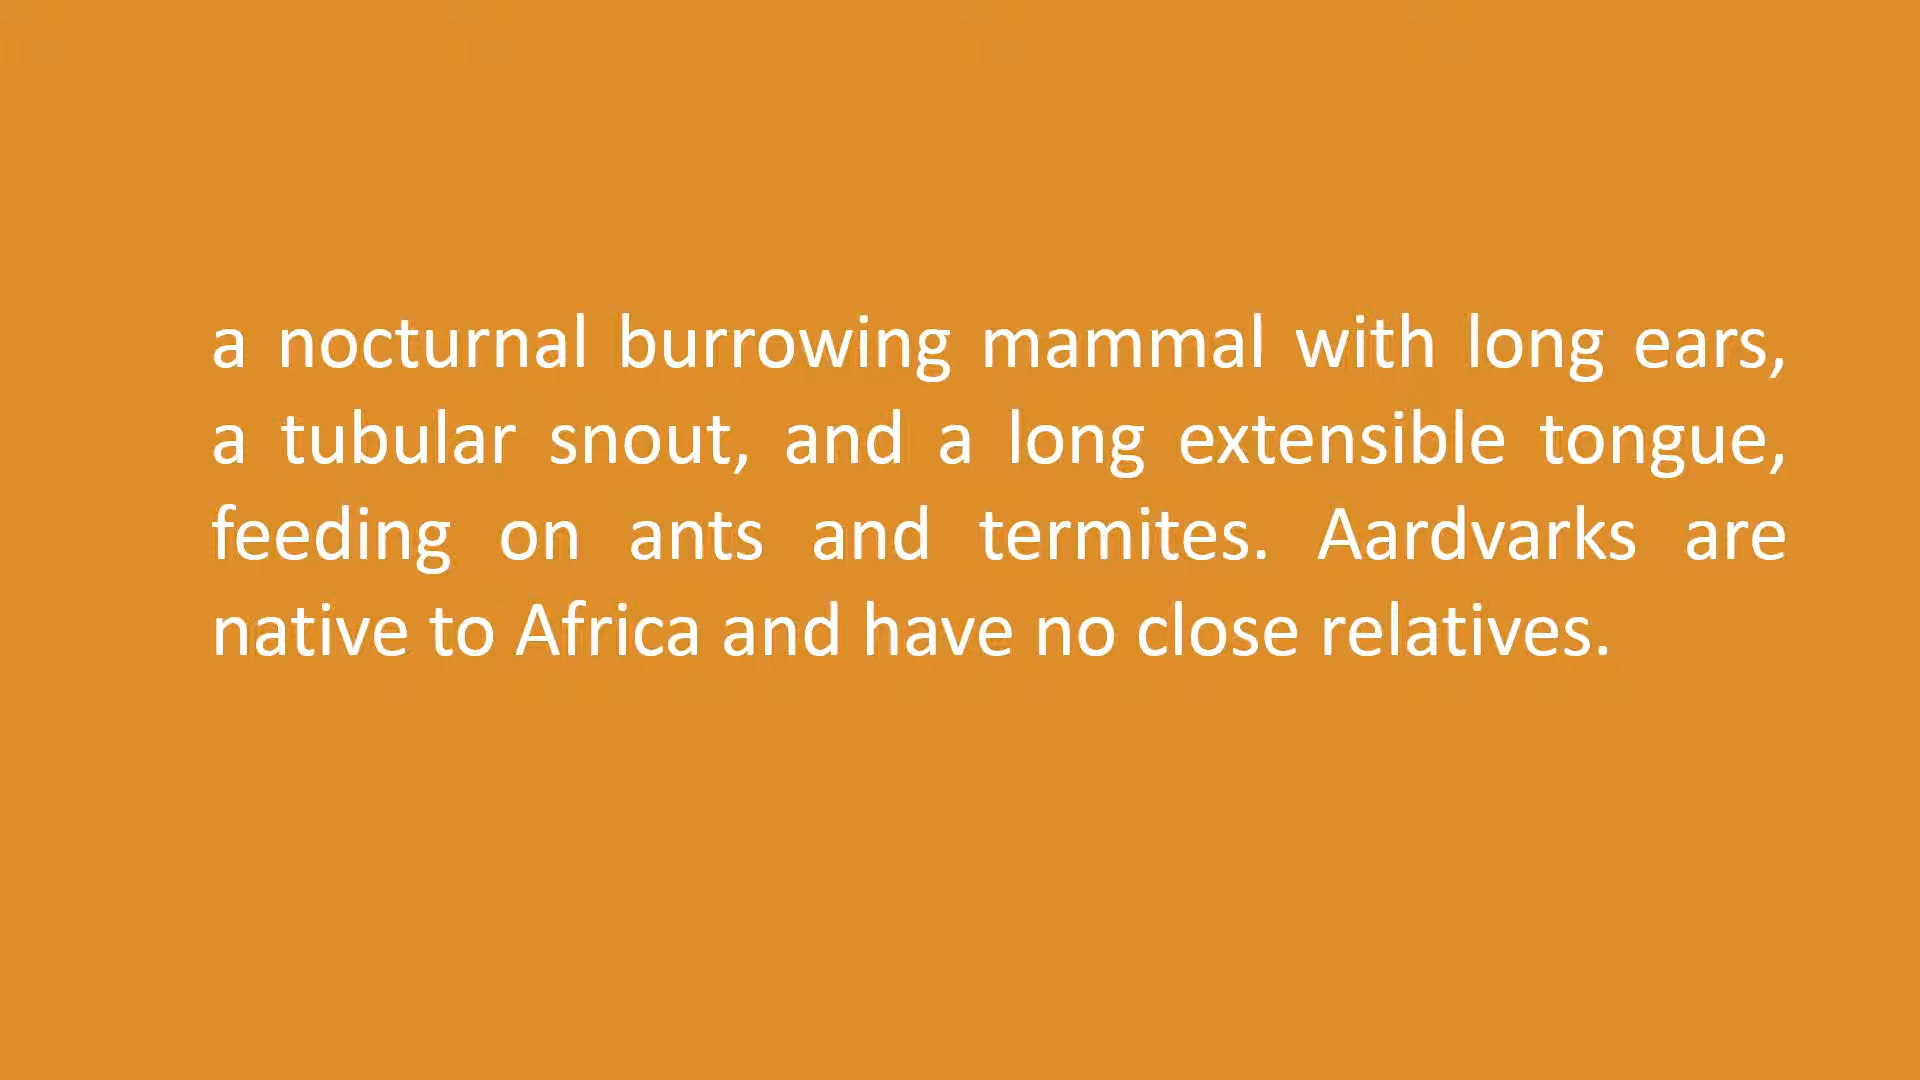 a nocturnal burrowing mammal with long ears,
a tubular snout, and a long extensible tongue,
feeding on ants and termites. Aardvarks are
native to Africa and have no close relatives.